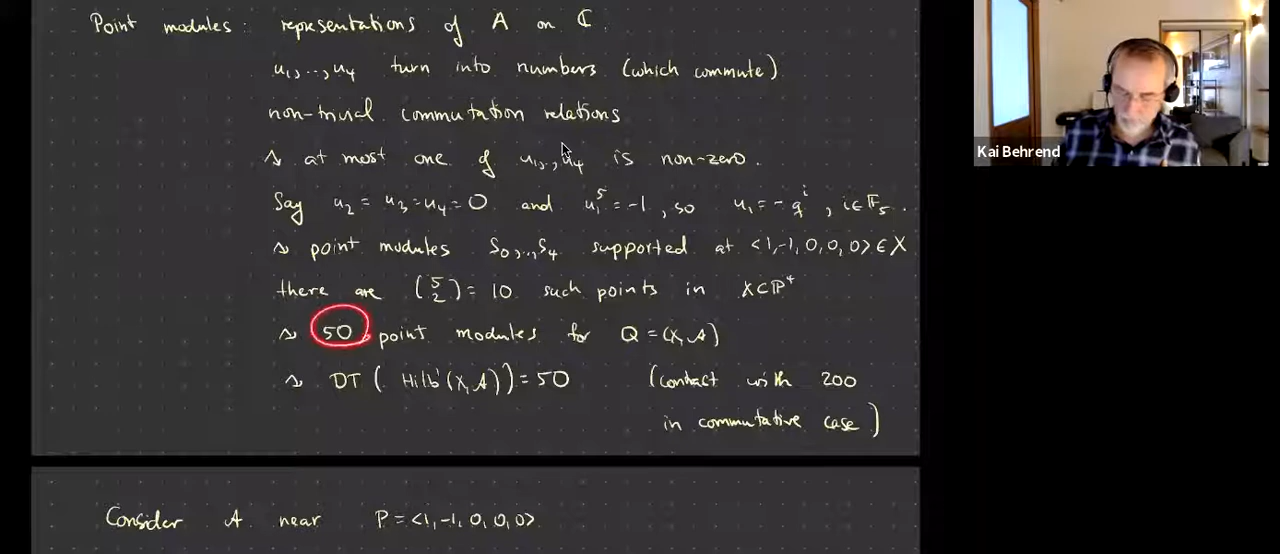 Point modules: representations of A on ℂ.
u₁,..,u₄ turn into numbers (which commute)
non-trivial commutation relations
⇝ at most one of u₁,..,u₄ is non-zero.
Say u₂ = u₃ = u₄ = 0 and u₁⁵ = -1, so u₁ = -qⁱ, i ∈ 𝔽₅.
⇝ point modules S₀,..,S₄ supported at <1,-1,0,0,0> ∈ X
there are (5 2) = 10 such points in X⊂ℙ⁴
⇝ 50 point modules for Q = (X,A)
⇝ DT ( Hilb¹(X,A)) = 50 (contact with 200
in commutative case)
Consider A near P = <1,-1,0,0,0>
Kai Behrend